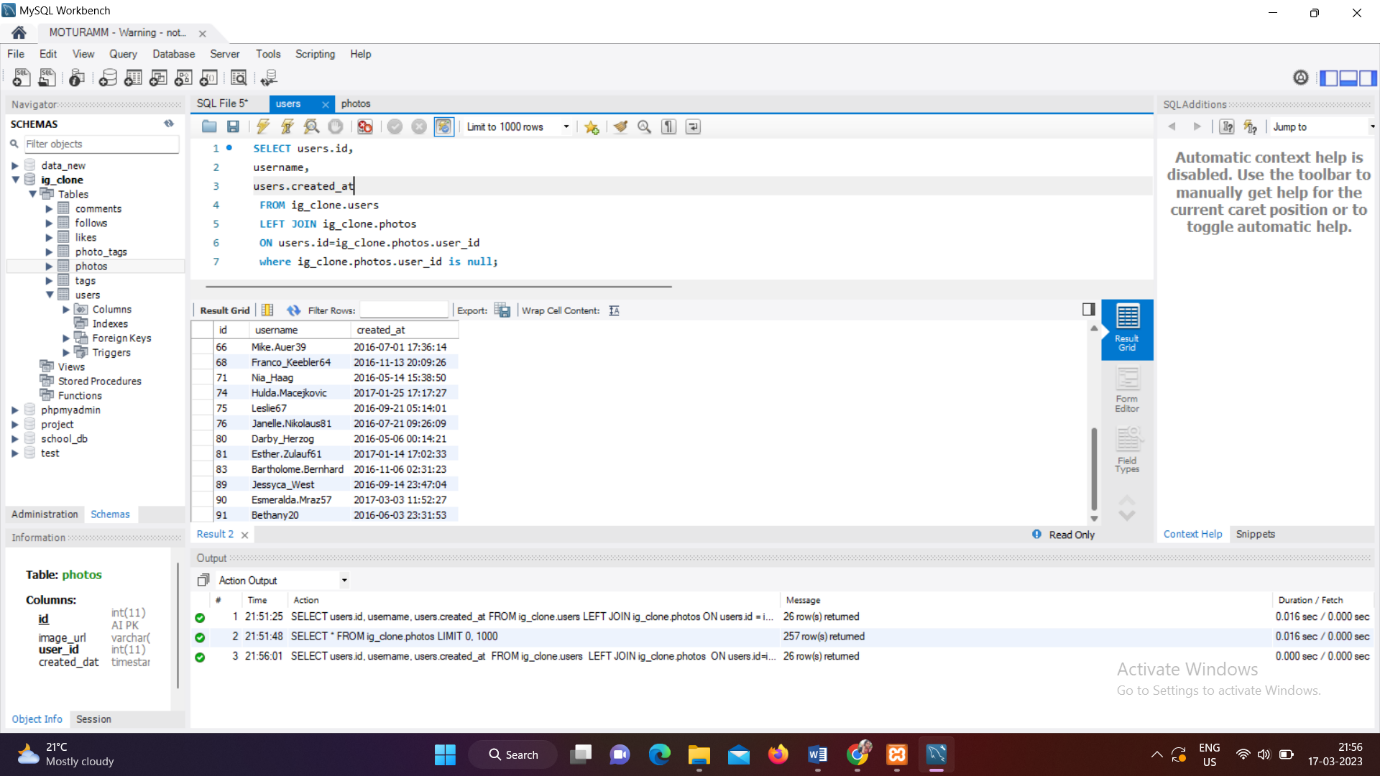 MySQL Workbench
MOTURAMM - Warning - not...
File Edit View Query Database Server Tools Scripting Help
Navigator
SCHEMAS
Filter objects
data_new
ig_clone
Tables
comments
follows
likes
photo_tags
photos
tags
users
Columns
Indexes
Foreign Keys
Triggers
Views
Stored Procedures
Functions
phpmyadmin
project
school_db
test
Administration Schemas
Information
Table: photos
Columns:
id int(11) AI PK
image_url varchar(
user_id int(11)
created_dat timestar
Object Info Session
SQL File 5* users photos
Limit to 1000 rows
1 SELECT users.id,
2 username,
3 users.created_at
4 FROM ig_clone.users
5 LEFT JOIN ig_clone.photos
6 ON users.id=ig_clone.photos.user_id
7 where ig_clone.photos.user_id is null;
Result Grid Filter Rows: Export: Wrap Cell Content:
id username created_at
66 Mike.Auer39 2016-07-01 17:36:14
68 Franco_Keebler64 2016-11-13 20:09:26
71 Nia_Haag 2016-05-14 15:38:50
74 Hulda.Macejkovic 2017-01-25 17:17:27
75 Leslie67 2016-09-21 05:14:01
76 Janelle.Nikolaus81 2016-07-21 09:26:09
80 Darby_Herzog 2016-05-06 00:14:21
81 Esther.Zulauf61 2017-01-14 17:02:33
83 Bartholome.Bernhard 2016-11-06 02:31:23
89 Jessyca_West 2016-09-14 23:47:04
90 Esmeralda.Mraz57 2017-03-03 11:52:27
91 Bethany20 2016-06-03 23:31:53
Result Grid
Form Editor
Field Types
Result 2 Read Only
SQLAdditions
Jump to
Automatic context help is
disabled. Use the toolbar to
manually get help for the
current caret position or to
toggle automatic help.
Context Help Snippets
Output
Action Output
# Time Action Message Duration / Fetch
1 21:51:25 SELECT users.id, username, users.created_at FROM ig_clone.users LEFT JOIN ig_clone.photos ON users.id = i... 26 row(s) returned 0.016 sec / 0.000 sec
2 21:51:48 SELECT * FROM ig_clone.photos LIMIT 0, 1000 257 row(s) returned 0.016 sec / 0.000 sec
3 21:56:01 SELECT users.id, username, users.created_at FROM ig_clone.users LEFT JOIN ig_clone.photos ON users.id=i... 26 row(s) returned 0.000 sec / 0.000 sec
Activate Windows
Go to Settings to activate Windows.
21°C
Mostly cloudy
Search
ENG
US
21:56
17-03-2023